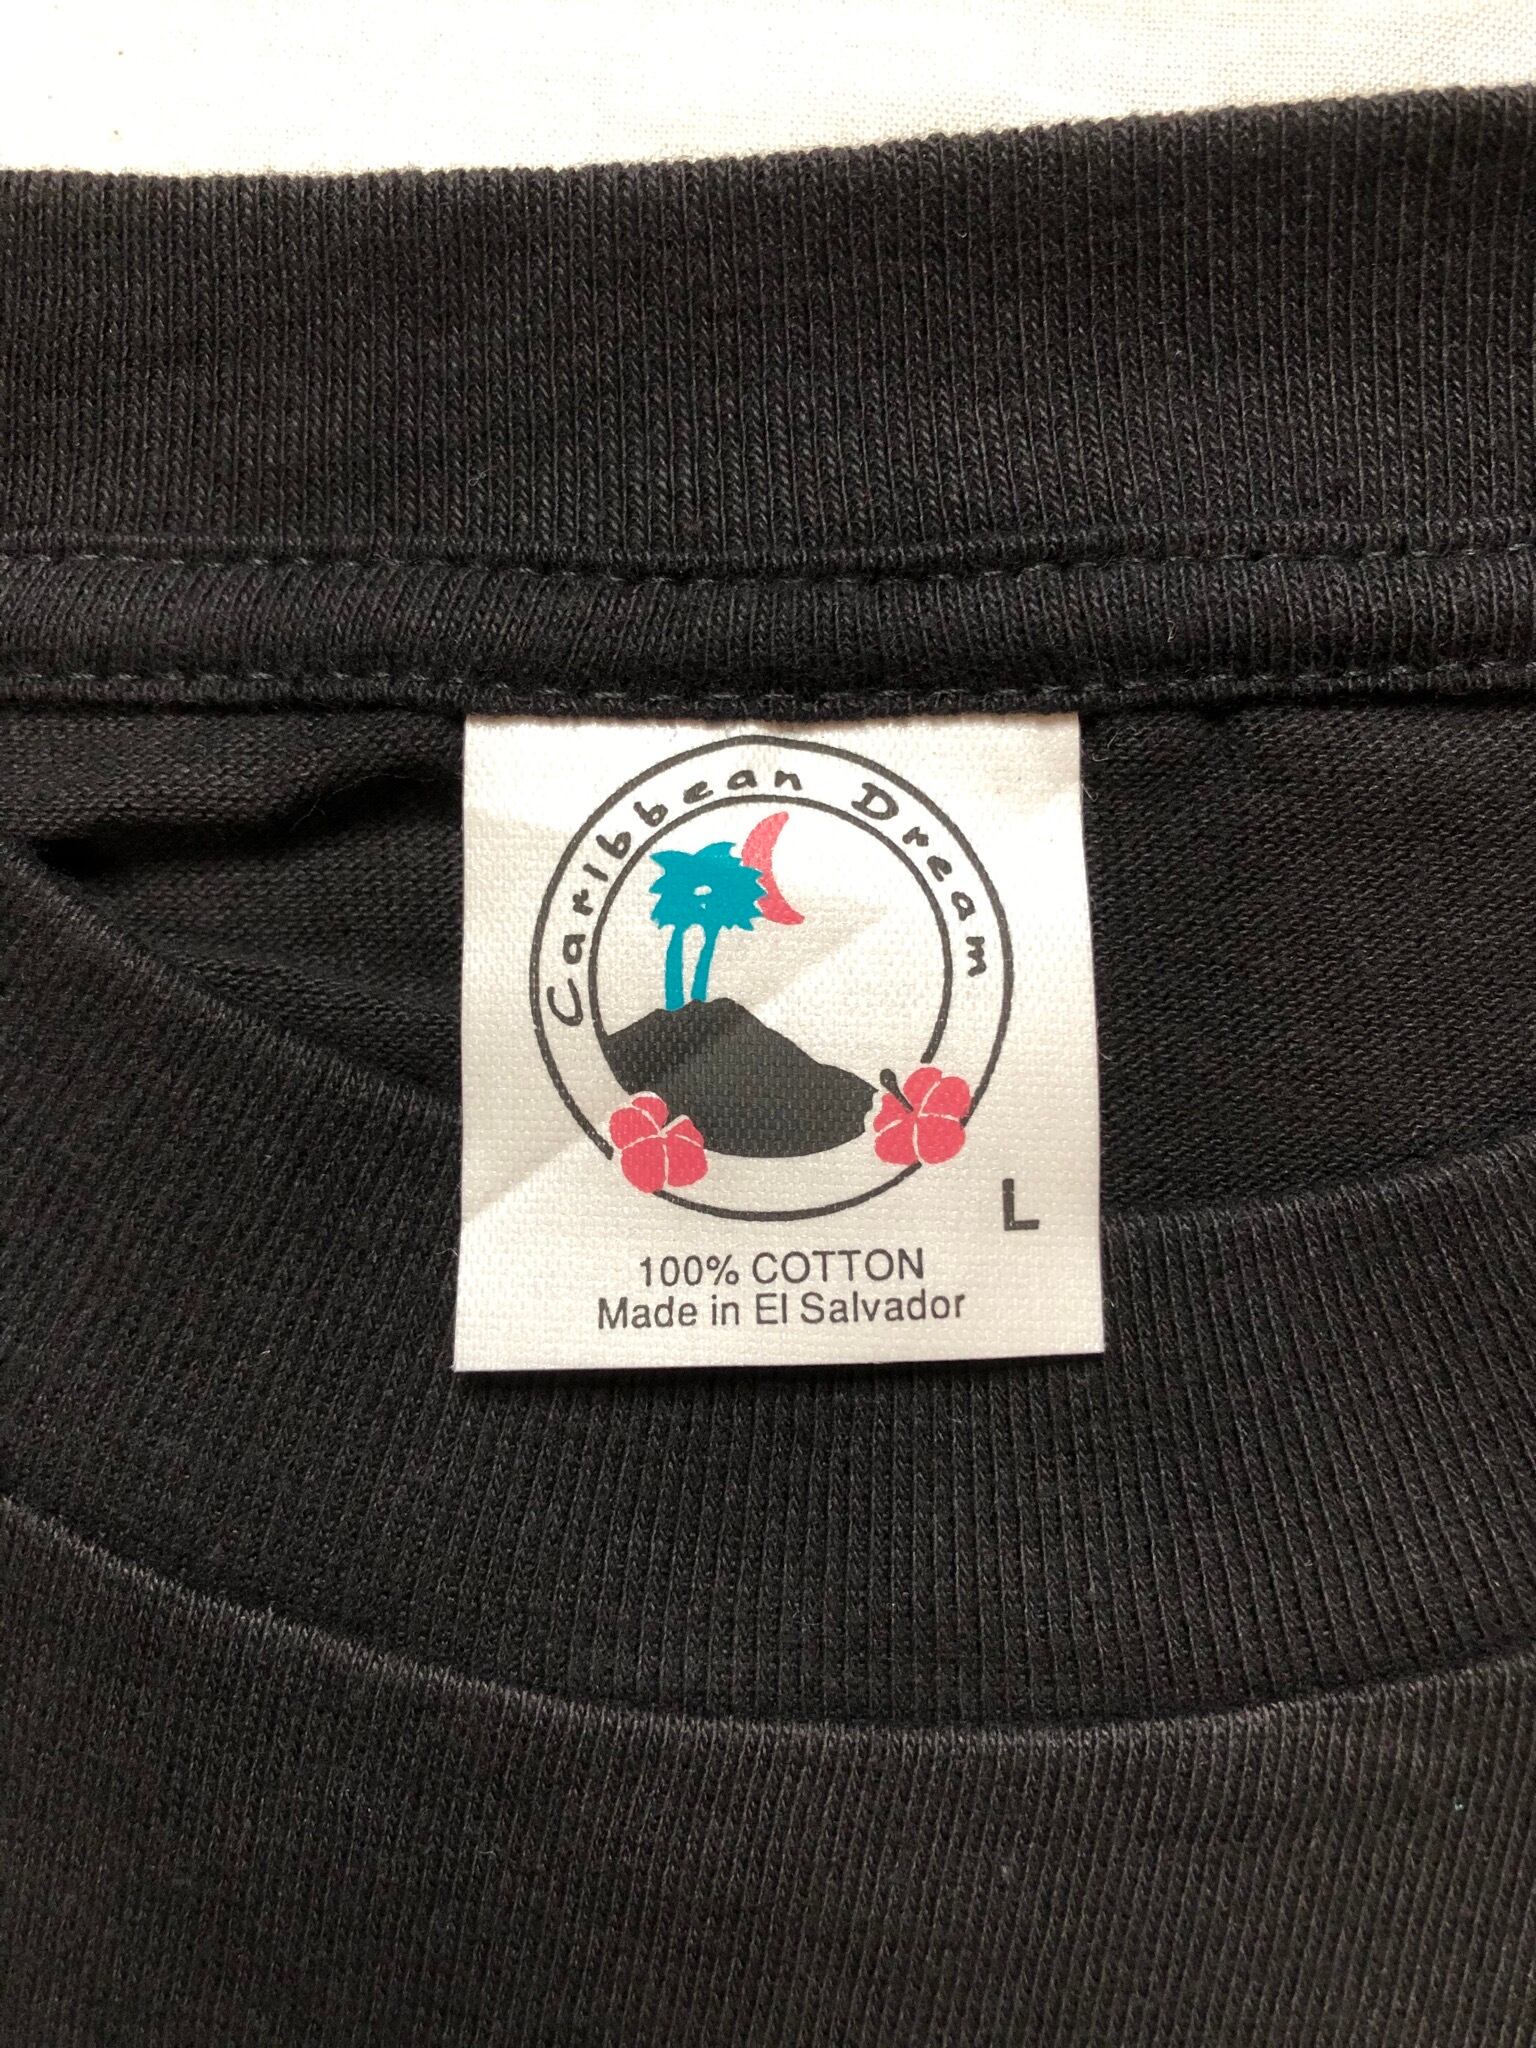 Caribbean Dream
L
100% COTTON
Made in El Salvador